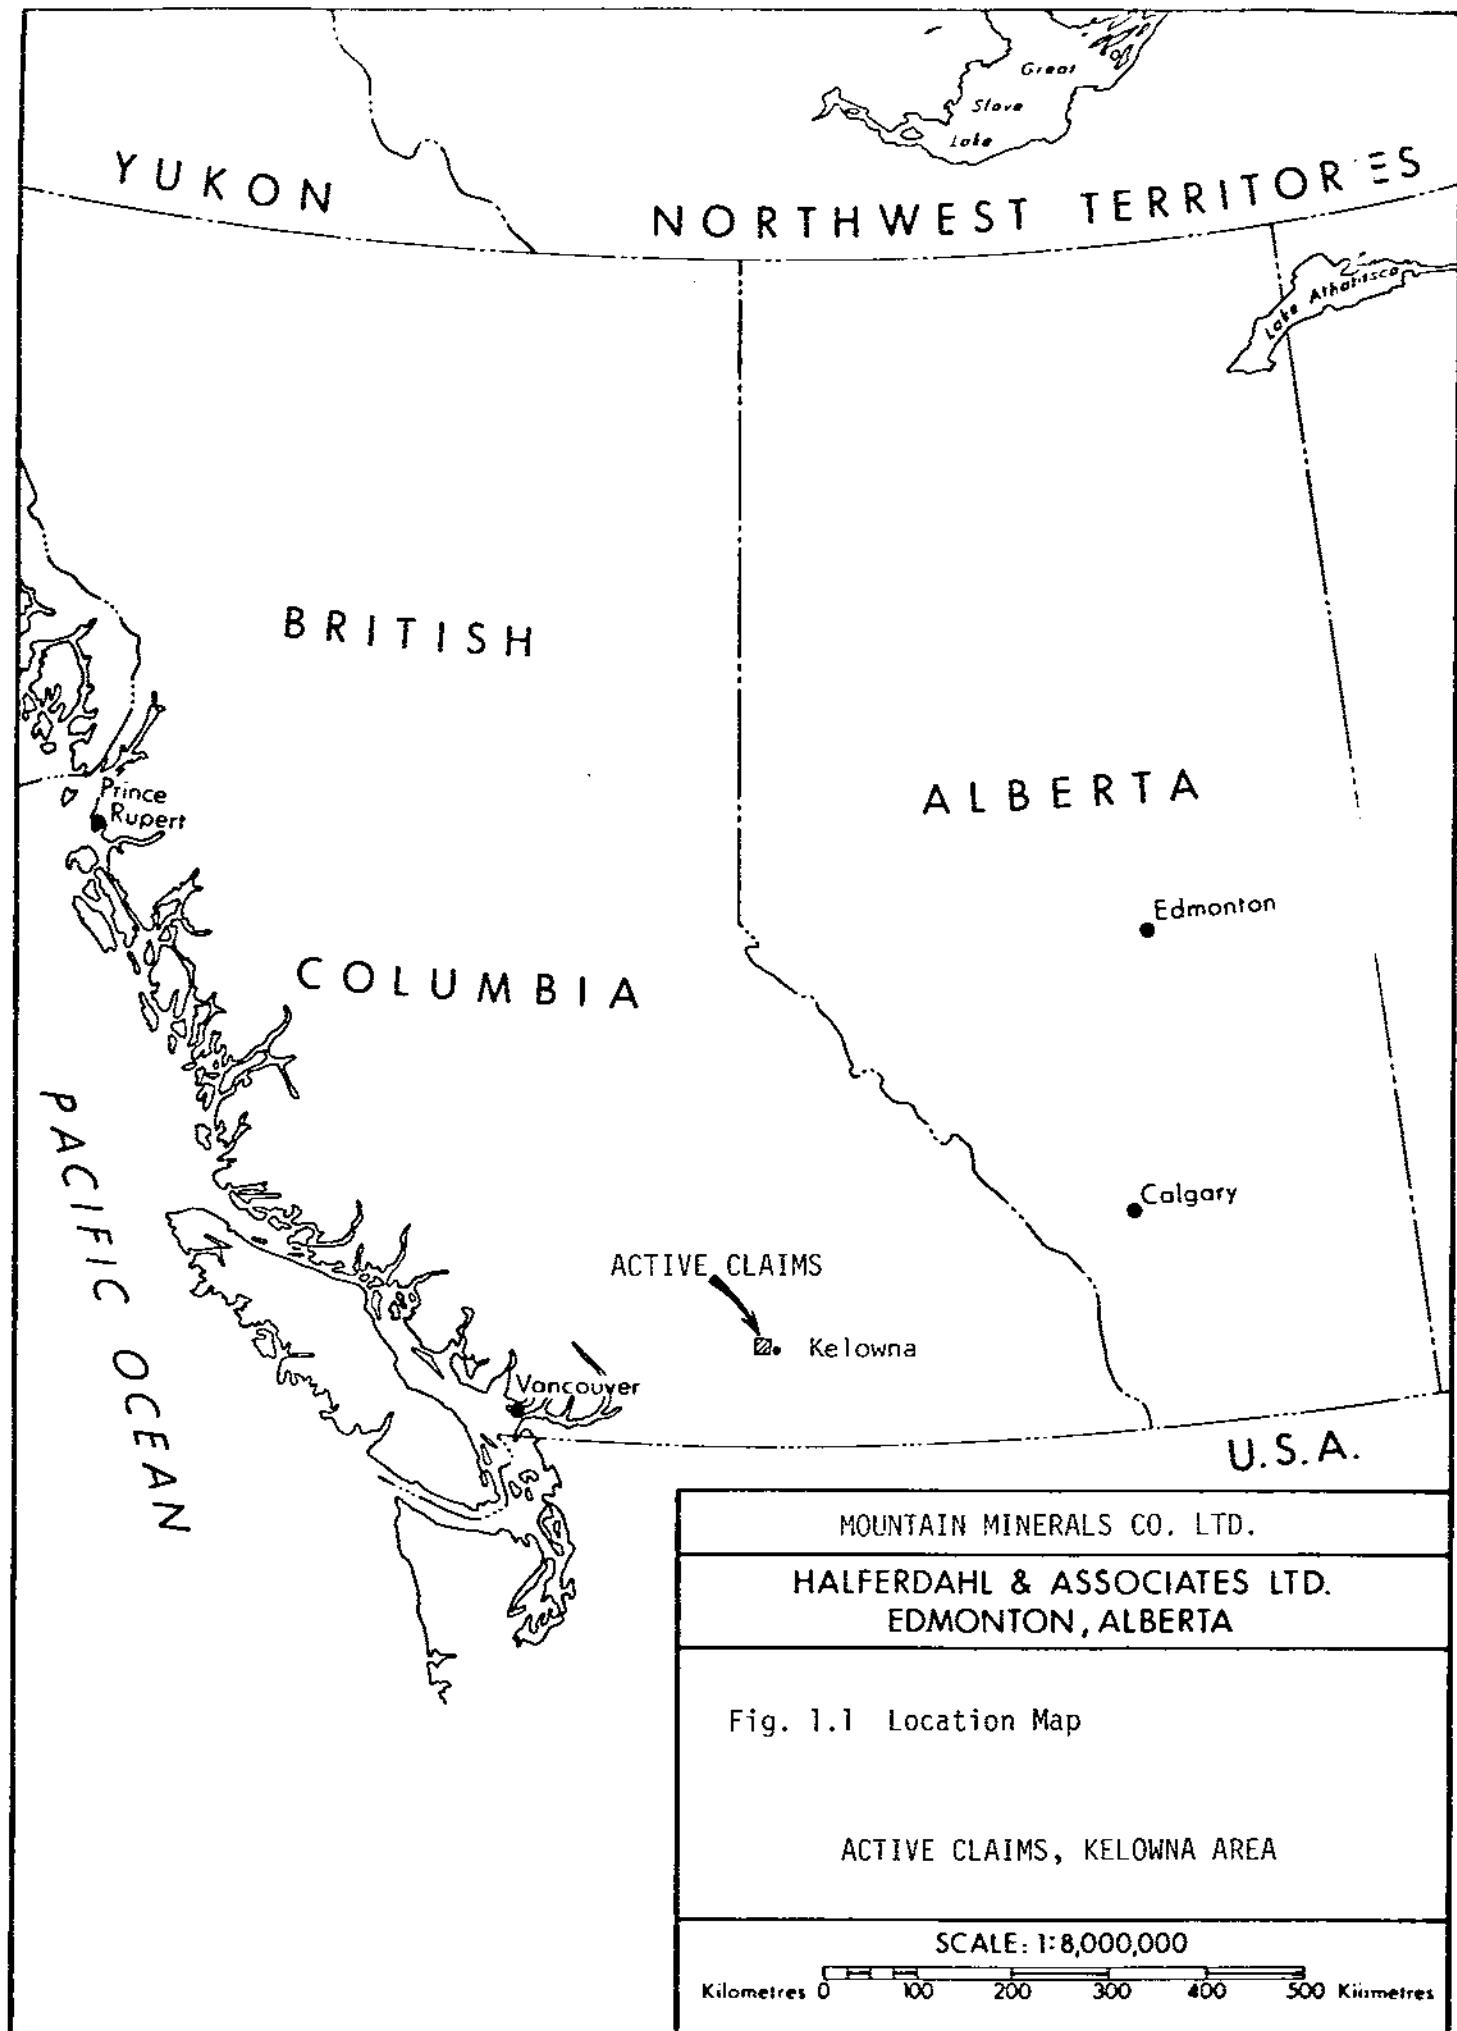 Great
Slave
Lake
YUKON
NORTHWEST TERRITORIES
Lake Athabasca
BRITISH
Prince
Rupert
ALBERTA
Edmonton
COLUMBIA
PACIFIC OCEAN
Calgary
ACTIVE CLAIMS
Kelowna
Vancouver
U.S.A.
MOUNTAIN MINERALS CO. LTD.
HALFERDAHL & ASSOCIATES LTD.
EDMONTON, ALBERTA
Fig. 1.1 Location Map
ACTIVE CLAIMS, KELOWNA AREA
SCALE: 1:8,000,000
Kilometres 0 100 200 300 400 500 Kilometres